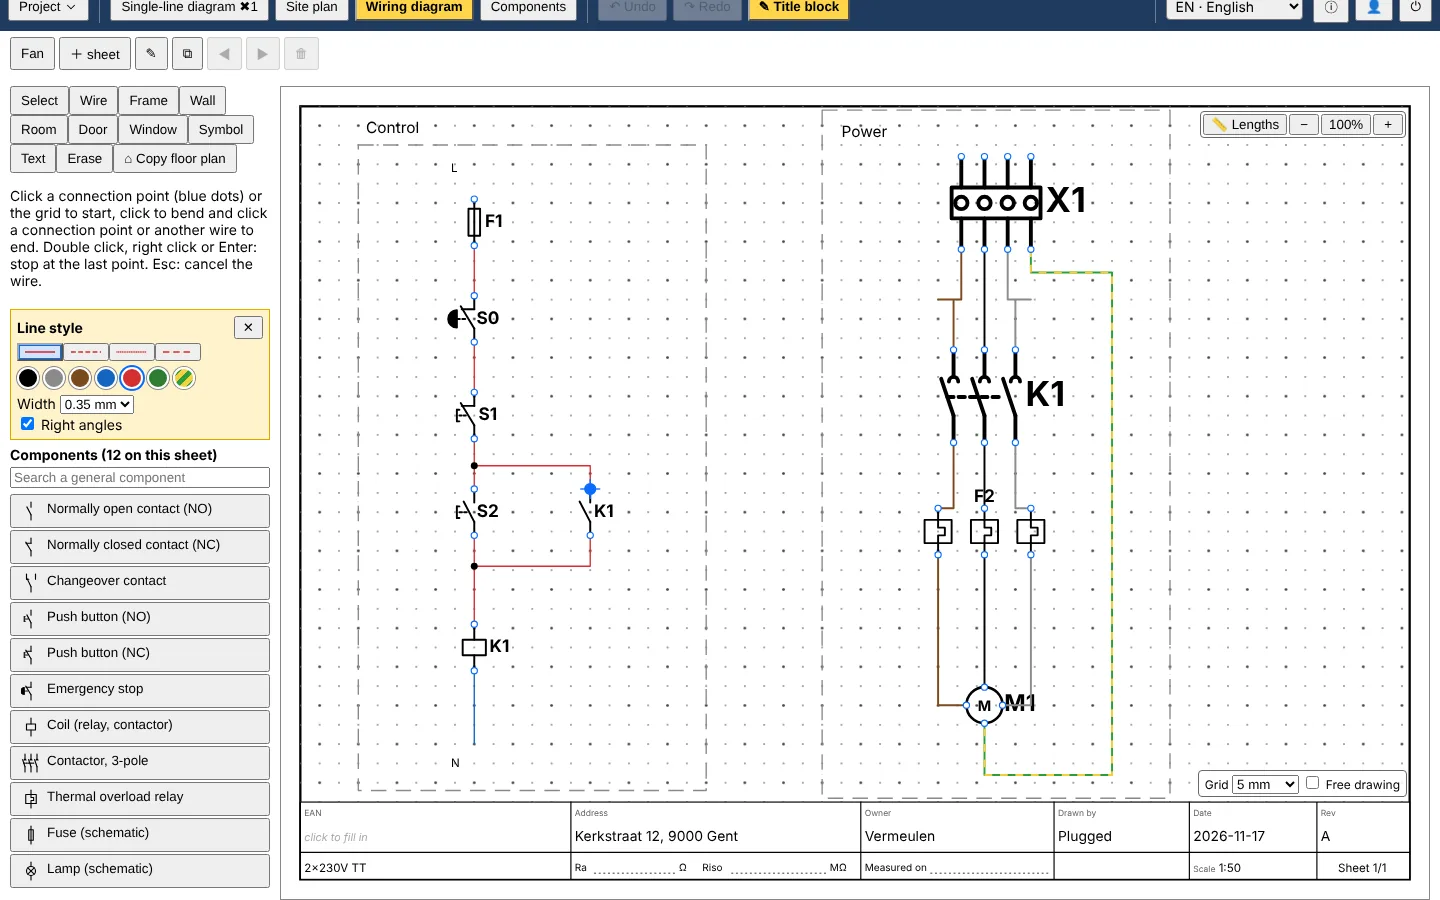 Project
Single-line diagram ✖1
Site plan
Wiring diagram
Components
↶ Undo
↷ Redo
✎ Title block
EN · English
Fan
+ sheet
Select
Wire
Frame
Wall
Room
Door
Window
Symbol
Text
Erase
⌂ Copy floor plan
Click a connection point (blue dots) or
the grid to start, click to bend and click
a connection point or another wire to
end. Double click, right click or Enter:
stop at the last point. Esc: cancel the
wire.
Line style
Width 0.35 mm
Right angles
Components (12 on this sheet)
Search a general component
Normally open contact (NO)
Normally closed contact (NC)
Changeover contact
Push button (NO)
Push button (NC)
Emergency stop
Coil (relay, contactor)
Contactor, 3-pole
Thermal overload relay
Fuse (schematic)
Lamp (schematic)
Control
L
F1
S0
S1
S2
K1
K1
N
Power
X1
K1
F2
M
M1
Lengths
−
100%
+
Grid 5 mm
Free drawing
EAN
click to fill in
Address
Kerkstraat 12, 9000 Gent
Owner
Vermeulen
Drawn by
Plugged
Date
2026-11-17
Rev
A
2×230V TT
Ra Ω Riso MΩ
Measured on
Scale 1:50
Sheet 1/1